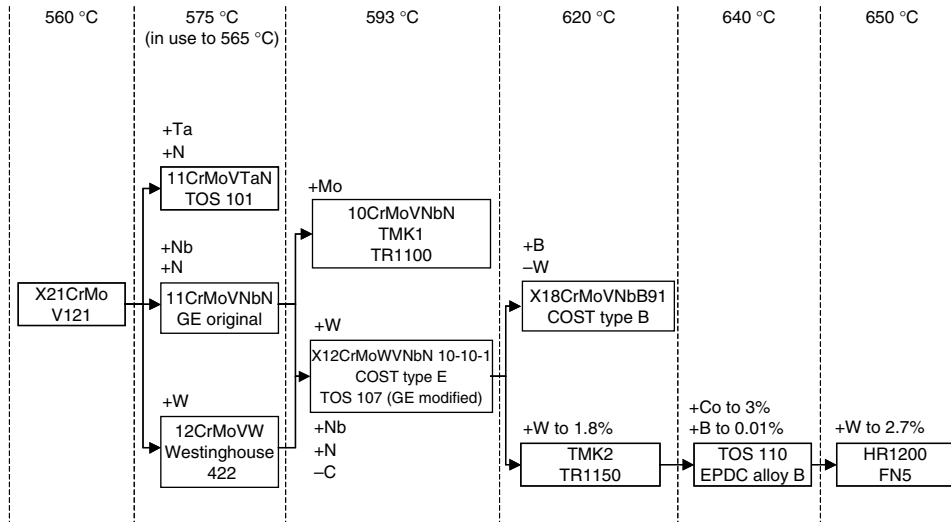 560 °C
575 °C
(in use to 565 °C)
593 °C
620 °C
640 °C
650 °C
X21CrMo
V121
+Ta
+N
11CrMoVTaN
TOS 101
+Nb
+N
11CrMoVNbN
GE original
+W
12CrMoVW
Westinghouse
422
+Mo
10CrMoVNbN
TMK1
TR1100
+W
X12CrMoWVNbN 10-10-1
COST type E
TOS 107 (GE modified)
+Nb
+N
–C
+B
–W
X18CrMoVNbB91
COST type B
+W to 1.8%
TMK2
TR1150
+Co to 3%
+B to 0.01%
TOS 110
EPDC alloy B
+W to 2.7%
HR1200
FN5